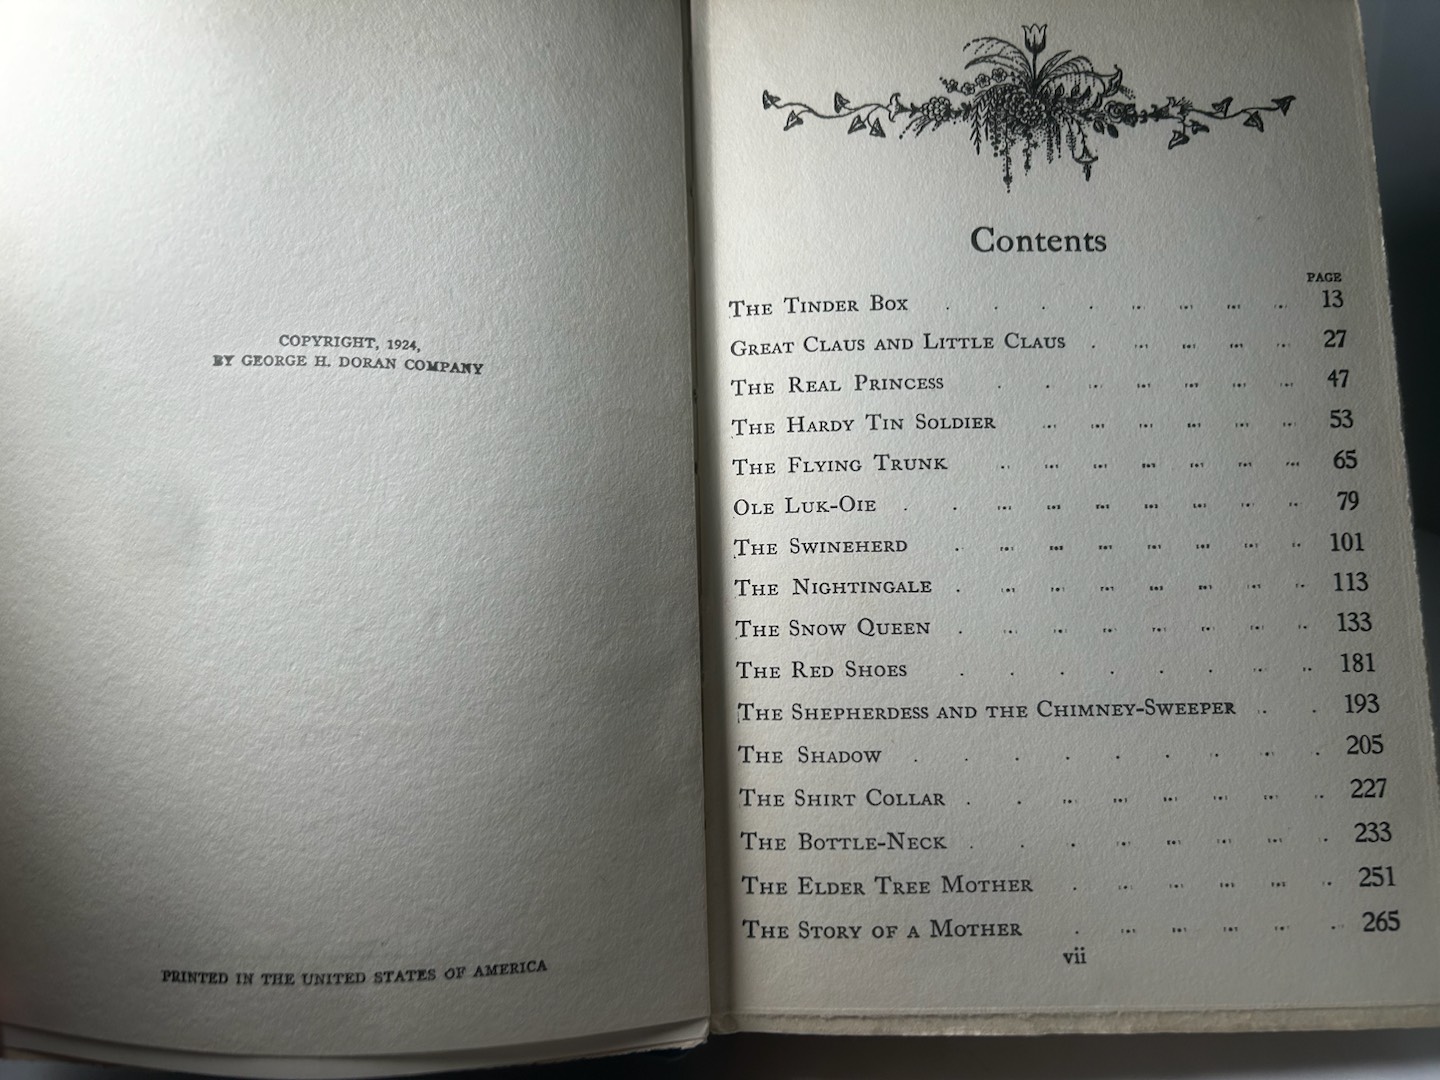 COPYRIGHT, 1924,
BY GEORGE H. DORAN COMPANY
PRINTED IN THE UNITED STATES OF AMERICA
Contents
PAGE
THE TINDER BOX . . . . . . . . 13
GREAT CLAUS AND LITTLE CLAUS . . . . . 27
THE REAL PRINCESS . . . . . . . 47
THE HARDY TIN SOLDIER . . . . . . 53
THE FLYING TRUNK . . . . . . . 65
OLE LUK-OIE . . . . . . . . . 79
THE SWINEHERD . . . . . . . . 101
THE NIGHTINGALE . . . . . . . . 113
THE SNOW QUEEN . . . . . . . . 133
THE RED SHOES . . . . . . . . 181
THE SHEPHERDESS AND THE CHIMNEY-SWEEPER . . 193
THE SHADOW . . . . . . . . . 205
THE SHIRT COLLAR . . . . . . . . 227
THE BOTTLE-NECK . . . . . . . . 233
THE ELDER TREE MOTHER . . . . . . 251
THE STORY OF A MOTHER . . . . . . 265
vii